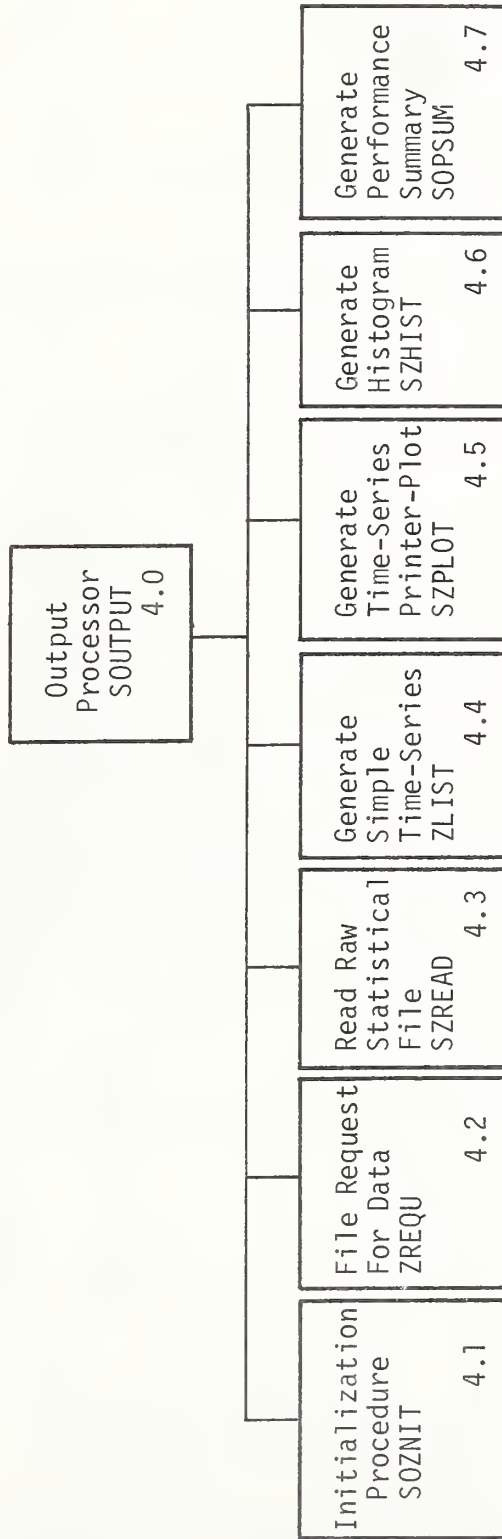 Output
Processor
SOUTPUT
4.0
Initialization
Procedure
SOZNIT
4.1
File Request
For Data
ZREQU
4.2
Read Raw
Statistical
File
SZREAD
4.3
Generate
Simple
Time-Series
ZLIST
4.4
Generate
Time-Series
Printer-Plot
SZPLOT
4.5
Generate
Histogram
SZHIST
4.6
Generate
Performance
Summary
SOPSUM
4.7